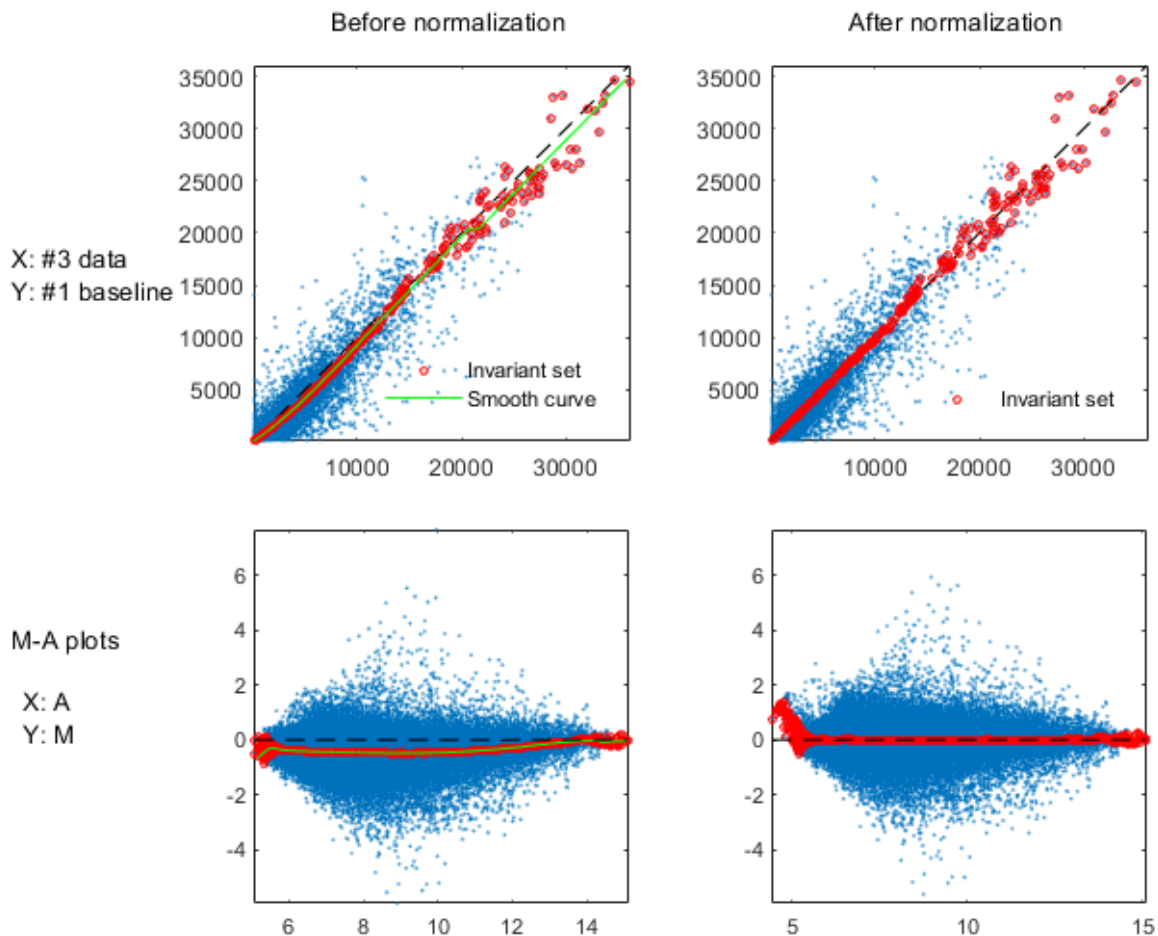 Before normalization
After normalization
35000
30000
25000
20000
15000
10000
5000
X: #3 data
Y: #1 baseline
Invariant set
Smooth curve
10000 20000 30000
35000
30000
25000
20000
15000
10000
5000
Invariant set
10000 20000 30000
M-A plots
X: A
Y: M
6
4
2
0
-2
-4
6 8 10 12 14
6
4
2
0
-2
-4
5 10 15